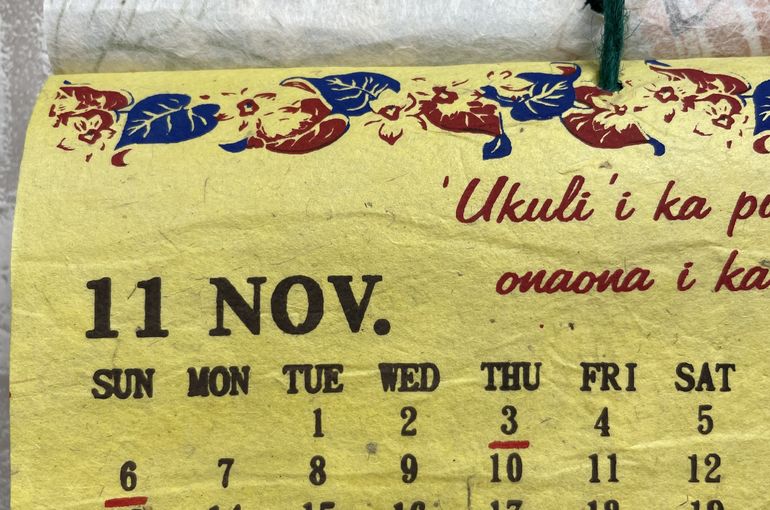 'Ukuli'i ka
onaona i ka
11 NOV.
SUN MON TUE WED THU FRI SAT
1 2 3 4 5
6 7 8 9 10 11 12